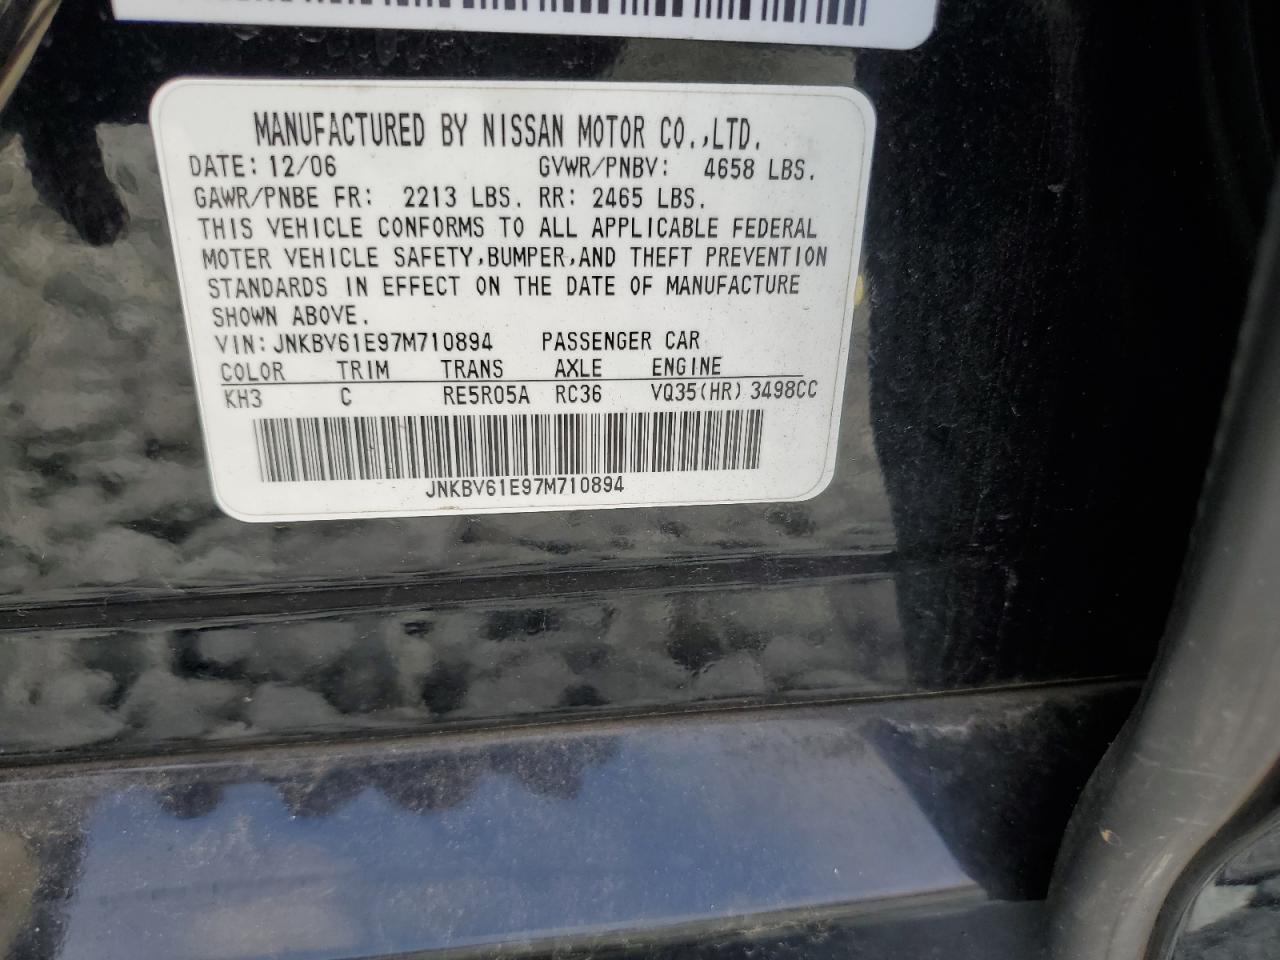 MANUFACTURED BY NISSAN MOTOR CO.,LTD.
DATE: 12/06 GVWR/PNBV: 4658 LBS.
GAWR/PNBE FR: 2213 LBS. RR: 2465 LBS.
THIS VEHICLE CONFORMS TO ALL APPLICABLE FEDERAL
MOTER VEHICLE SAFETY,BUMPER,AND THEFT PREVENTION
STANDARDS IN EFFECT ON THE DATE OF MANUFACTURE
SHOWN ABOVE.
VIN: JNKBV61E97M710894 PASSENGER CAR
COLOR TRIM TRANS AXLE ENGINE
KH3 C RE5R05A RC36 VQ35(HR) 3498CC
JNKBV61E97M710894